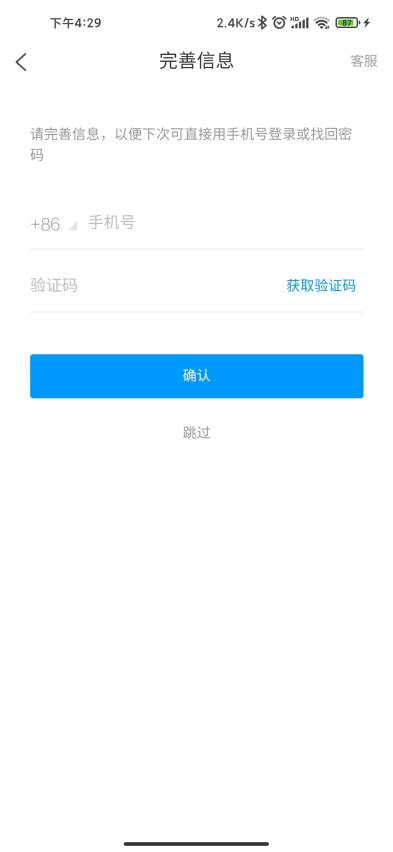 下午4:29
2.4K/s
HD
87
完善信息
客服
请完善信息，以便下次可直接用手机号登录或找回密
码
+86
手机号
验证码
获取验证码
确认
跳过